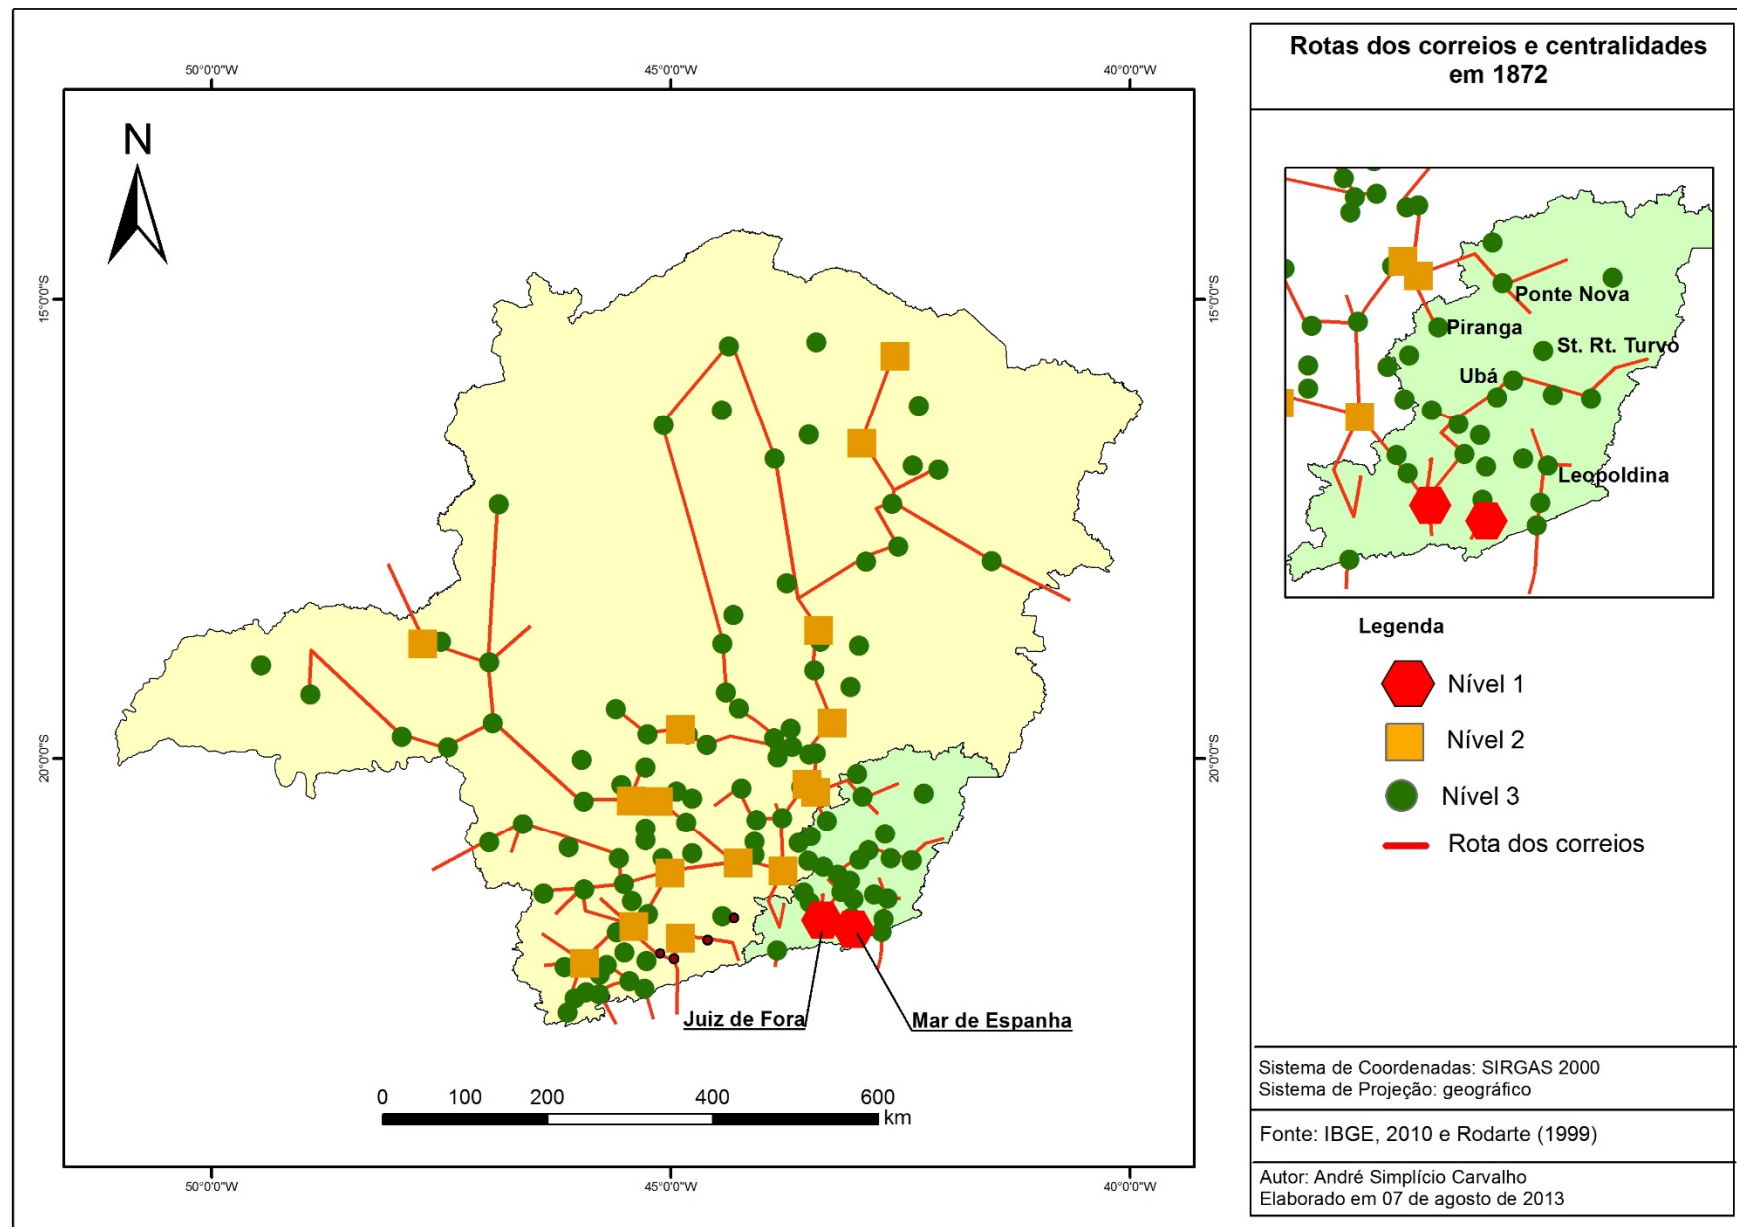 Rotas dos correios e centralidades
em 1872
50°0'0"W
45°0'0"W
40°0'0"W
N
15°0'0"S
15°0'0"S
20°0'0"S
20°0'0"S
Juiz de Fora
Mar de Espanha
0 100 200 400 600
km
50°0'0"W
45°0'0"W
40°0'0"W
Ponte Nova
Piranga
St. Rt. Turvo
Ubá
Leopoldina
Legenda
Nível 1
Nível 2
Nível 3
Rota dos correios
Sistema de Coordenadas: SIRGAS 2000
Sistema de Projeção: geográfico
Fonte: IBGE, 2010 e Rodarte (1999)
Autor: André Simplício Carvalho
Elaborado em 07 de agosto de 2013